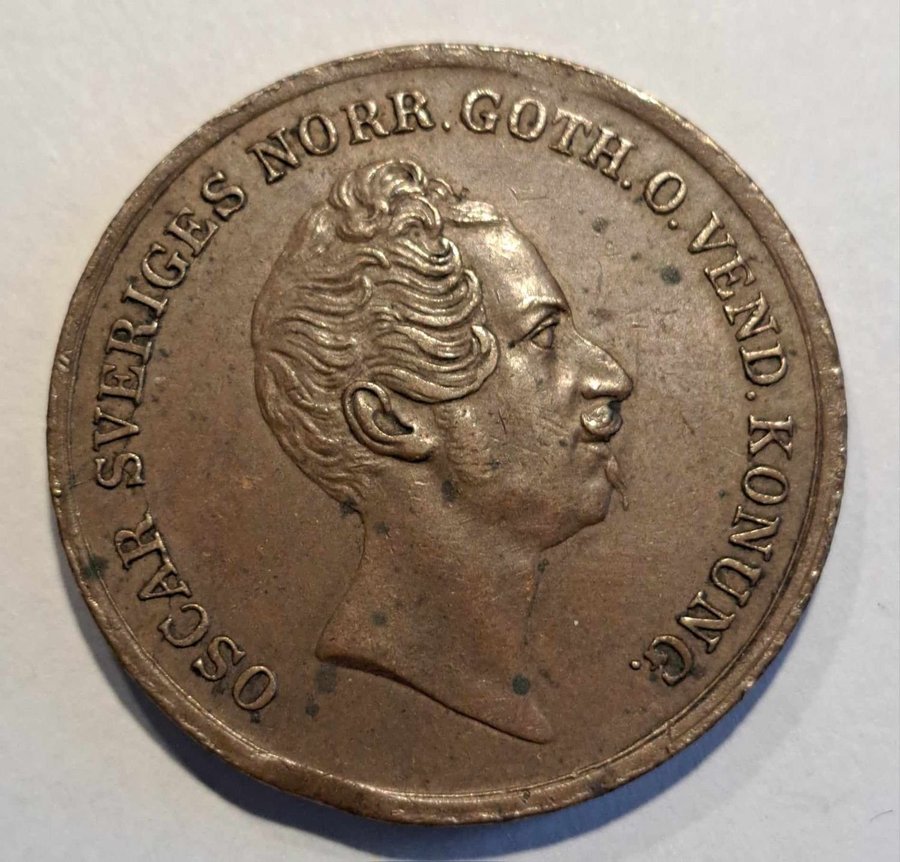 OSCAR SVERIGES NORR. GOTH. O. VEND. KONUNG.